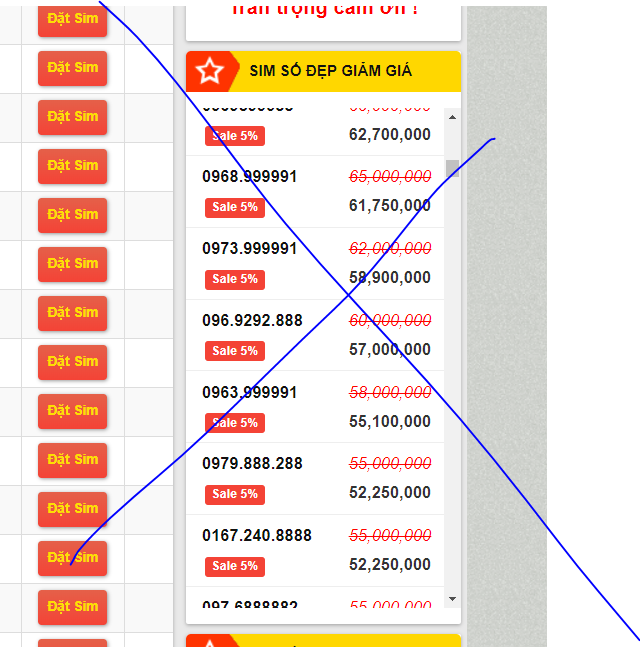 Trân trọng cảm ơn !
Đặt Sim
Đặt Sim
Đặt Sim
Đặt Sim
Đặt Sim
Đặt Sim
Đặt Sim
Đặt Sim
Đặt Sim
Đặt Sim
Đặt Sim
Đặt Sim
Đặt Sim
SIM SỐ ĐẸP GIẢM GIÁ
Sale 5% 62,700,000
0968.999991 65,000,000
Sale 5% 61,750,000
0973.999991 62,000,000
Sale 5% 58,900,000
096.9292.888 60,000,000
Sale 5% 57,000,000
0963.999991 58,000,000
Sale 5% 55,100,000
0979.888.288 55,000,000
Sale 5% 52,250,000
0167.240.8888 55,000,000
Sale 5% 52,250,000
097.6888882 55,000,000